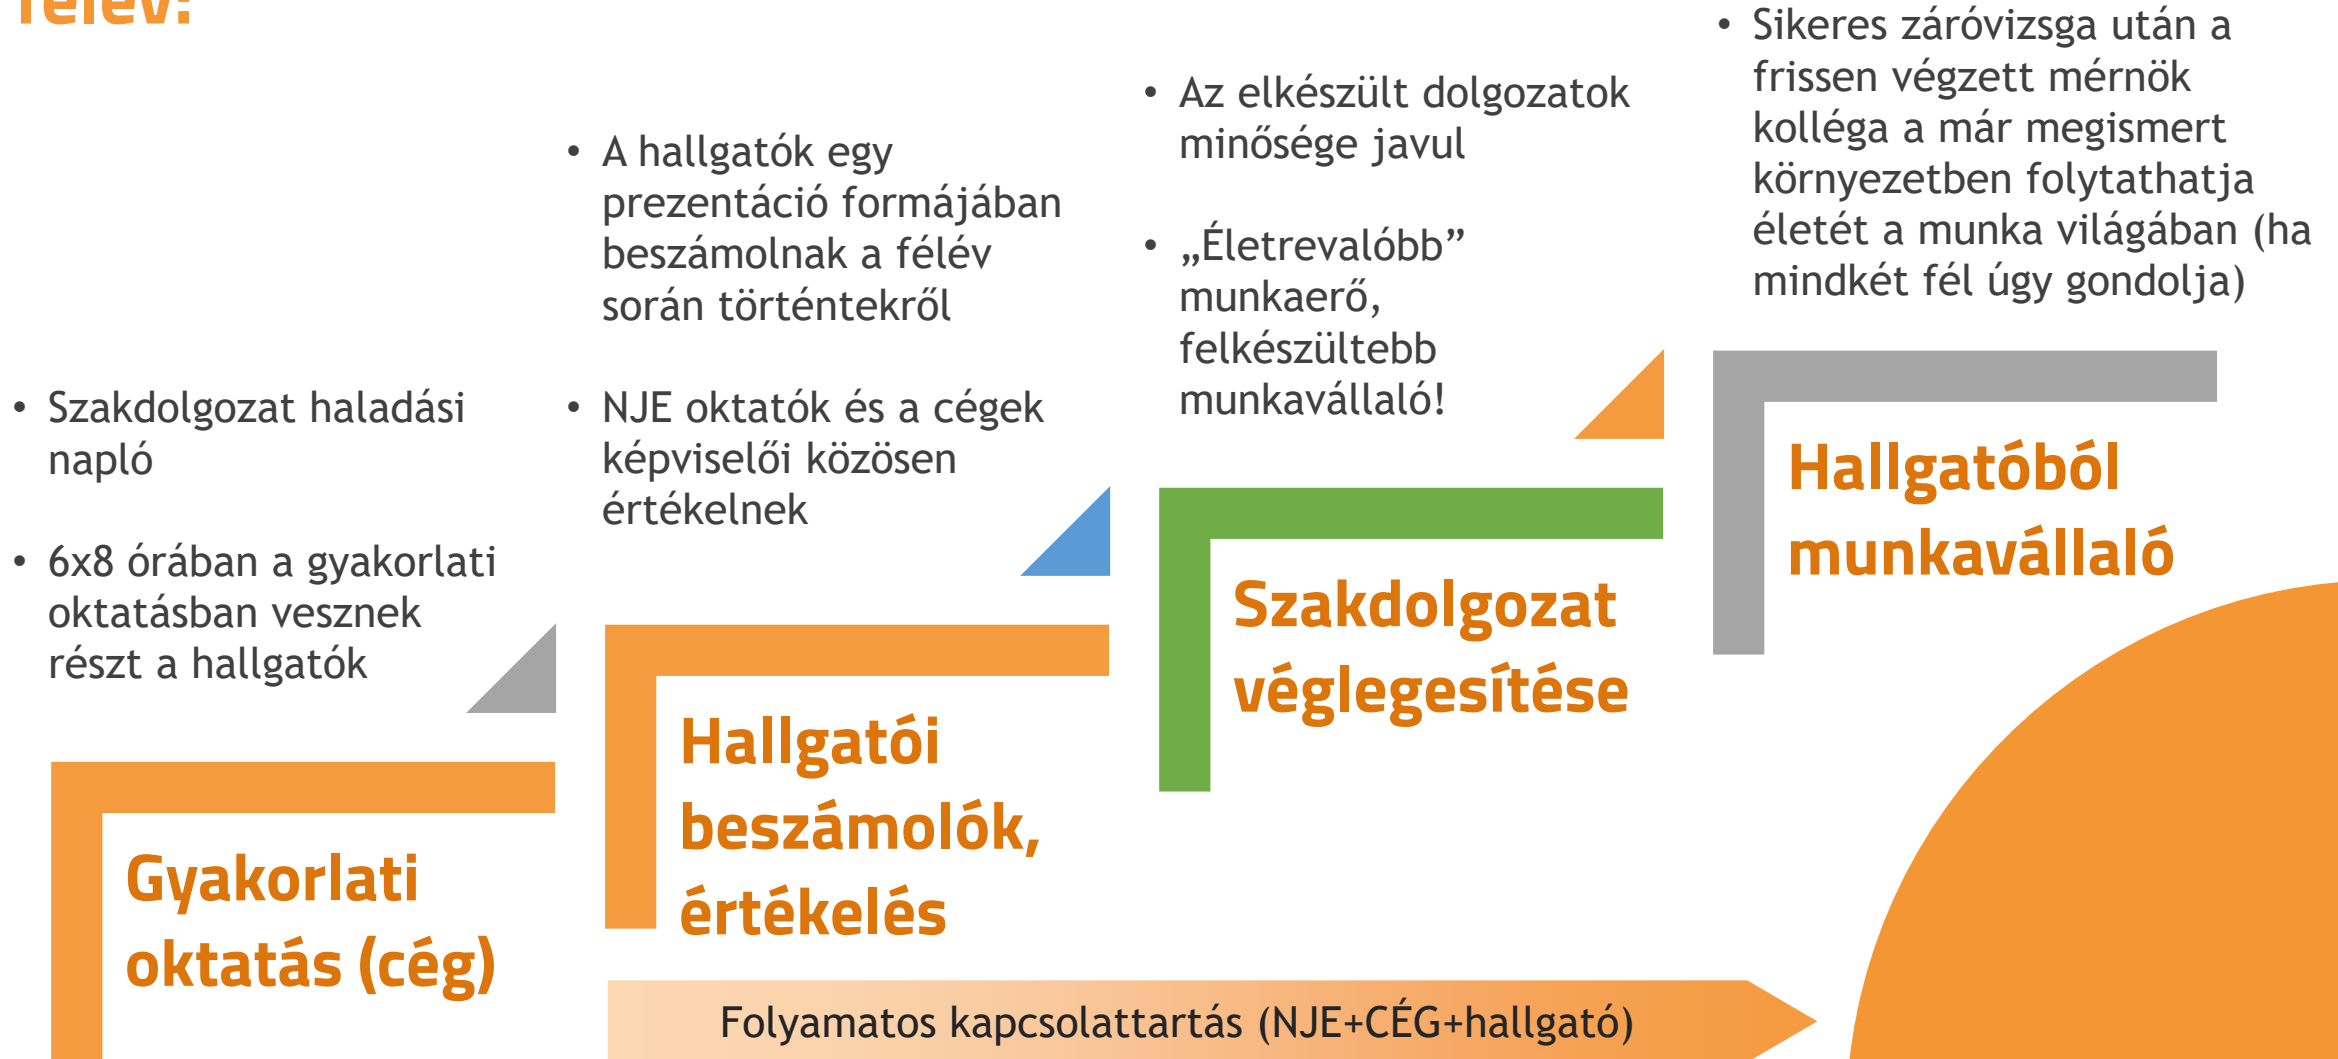 félév:
• Szakdolgozat haladási
napló
• 6x8 órában a gyakorlati
oktatásban vesznek
részt a hallgatók
Gyakorlati
oktatás (cég)
• A hallgatók egy
prezentáció formájában
beszámolnak a félév
során történtekről
• NJE oktatók és a cégek
képviselői közösen
értékelnek
Hallgatói
beszámolók,
értékelés
• Az elkészült dolgozatok
minősége javul
• „Életrevalóbb”
munkaerő,
felkészültebb
munkavállaló!
Szakdolgozat
véglegesítése
• Sikeres záróvizsga után a
frissen végzett mérnök
kolléga a már megismert
környezetben folytathatja
életét a munka világában (ha
mindkét fél úgy gondolja)
Hallgatóból
munkavállaló
Folyamatos kapcsolattartás (NJE+CÉG+hallgató)